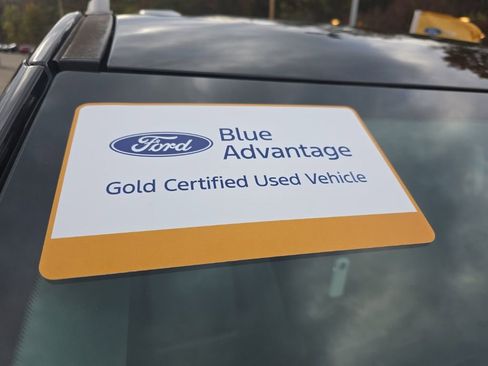 Ford
Blue
Advantage
Gold Certified Used Vehicle